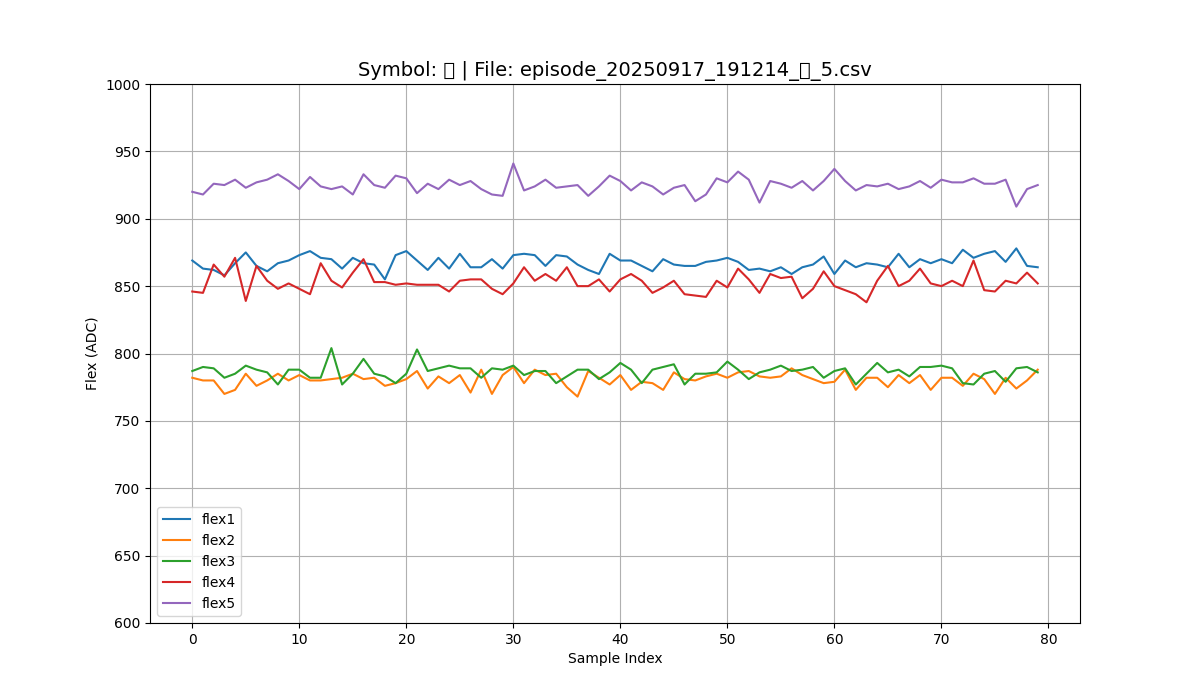 Symbol: | File: episode_20250917_191214_ _5.csv
1000
950
900
850
800
750
700
650
600
Flex (ADC)
flex1
flex2
flex3
flex4
flex5
0 10 20 30 40 50 60 70 80
Sample Index